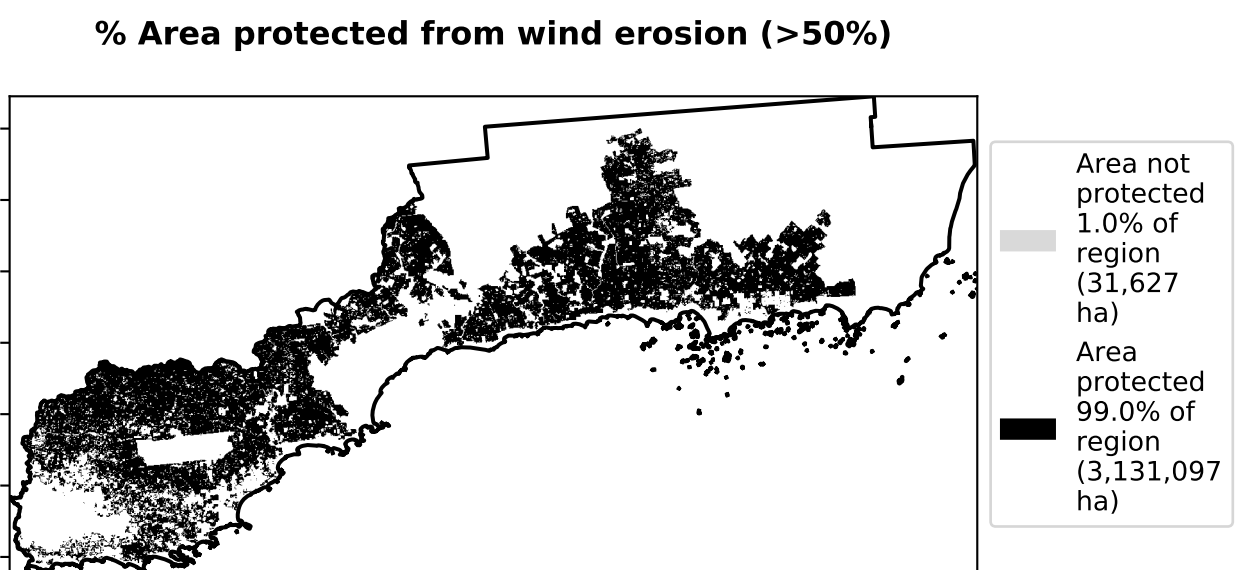 % Area protected from wind erosion (>50%)
Area not
protected
1.0% of
region
(31,627
ha)
Area
protected
99.0% of
region
(3,131,097
ha)